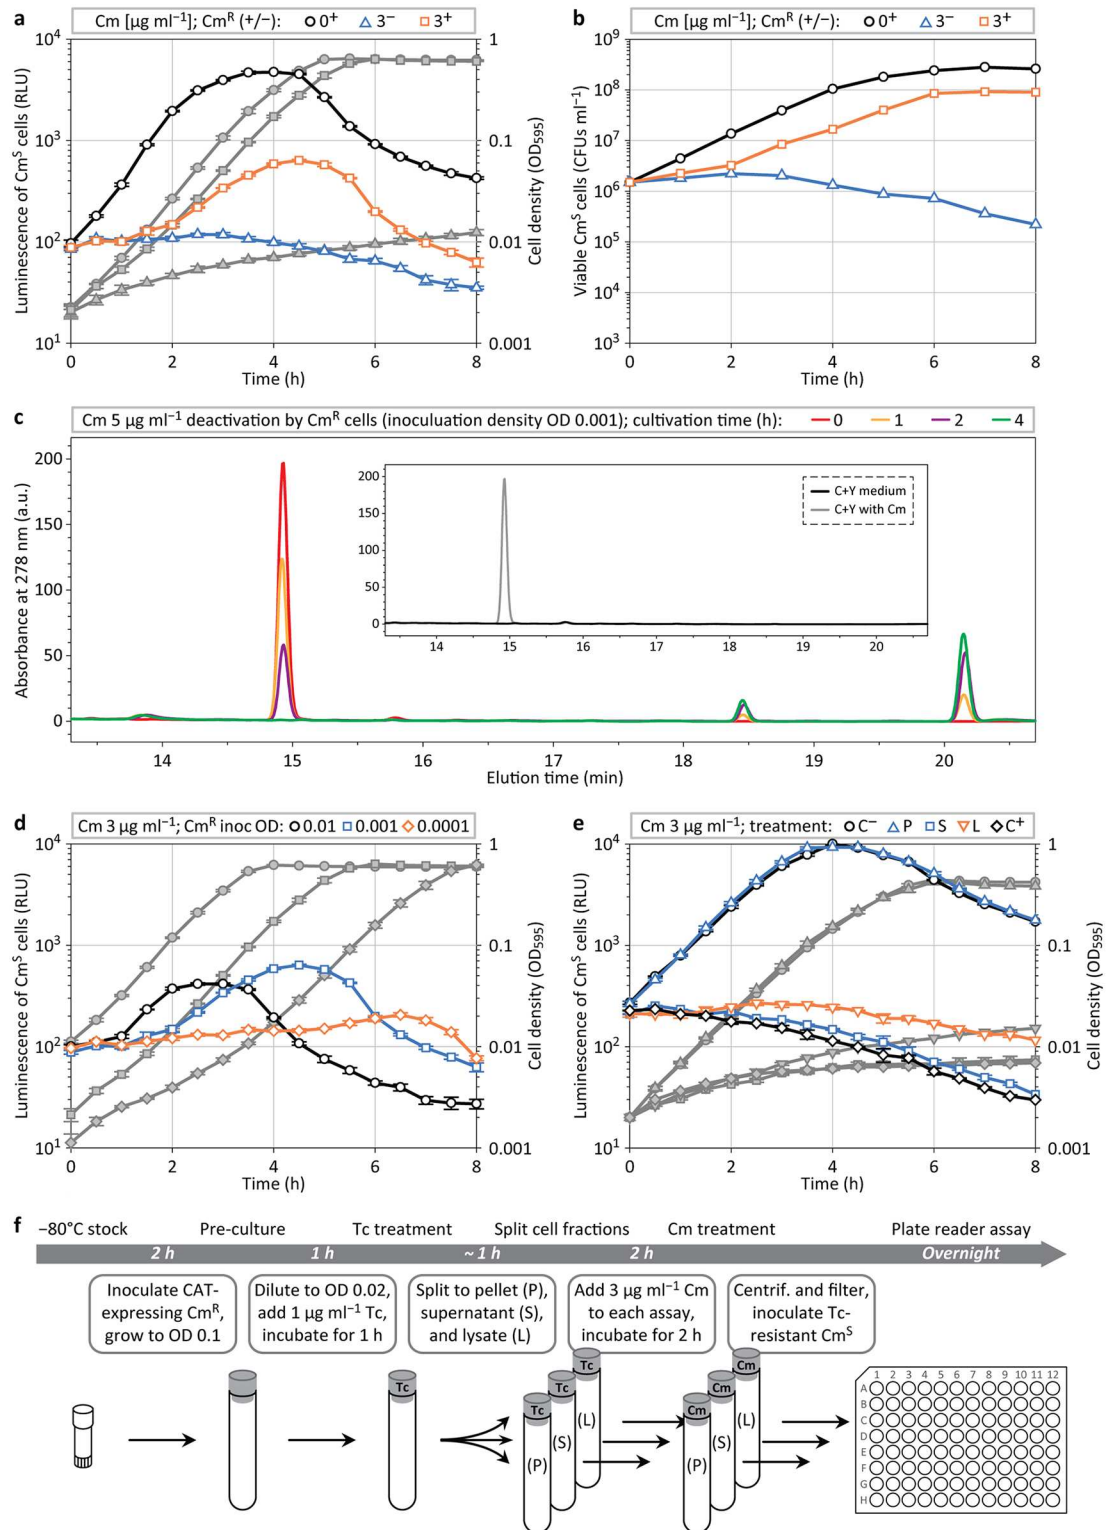 a
Cm [µg ml⁻¹]; Cmᴿ (+/−): 0⁺ 3⁻ 3⁺
10⁴
10³
10²
10¹
Luminescence of Cmˢ cells (RLU)
1
0.1
0.01
0.001
Cell density (OD₅₉₅)
0 2 4 6 8
Time (h)
b
Cm [µg ml⁻¹]; Cmᴿ (+/−): 0⁺ 3⁻ 3⁺
10⁹
10⁸
10⁷
10⁶
10⁵
10⁴
10³
Viable Cmˢ cells (CFUs ml⁻¹)
0 2 4 6 8
Time (h)
c
Cm 5 µg ml⁻¹ deactivation by Cmᴿ cells (inoculuation density OD 0.001); cultivation time (h): 0 1 2 4
200
150
100
50
0
Absorbance at 278 nm (a.u.)
200
150
100
50
0
C+Y medium
C+Y with Cm
14 15 16 17 18 19 20
14 15 16 17 18 19 20
Elution time (min)
d
Cm 3 µg ml⁻¹; Cmᴿ inoc OD: 0.01 0.001 0.0001
10⁴
10³
10²
10¹
Luminescence of Cmˢ cells (RLU)
1
0.1
0.01
0.001
Cell density (OD₅₉₅)
0 2 4 6 8
Time (h)
e
Cm 3 µg ml⁻¹; treatment: C⁻ P S L C⁺
10⁴
10³
10²
10¹
Luminescence of Cmˢ cells (RLU)
1
0.1
0.01
0.001
Cell density (OD₅₉₅)
0 2 4 6 8
Time (h)
f
−80°C stock Pre-culture Tc treatment Split cell fractions Cm treatment Plate reader assay
2 h 1 h ~ 1 h 2 h Overnight
Inoculate CAT-
expressing Cmᴿ,
grow to OD 0.1
Dilute to OD 0.02,
add 1 µg ml⁻¹ Tc,
incubate for 1 h
Split to pellet (P),
supernatant (S),
and lysate (L)
Add 3 µg ml⁻¹ Cm
to each assay,
incubate for 2 h
Centrif. and filter,
inoculate Tc-
resistant Cmˢ
Tc
Tc
Tc
Tc
(L)
(S)
(P)
Cm
Cm
Cm
(L)
(S)
(P)
1 2 3 4 5 6 7 8 9 10 11 12
A
B
C
D
E
F
G
H